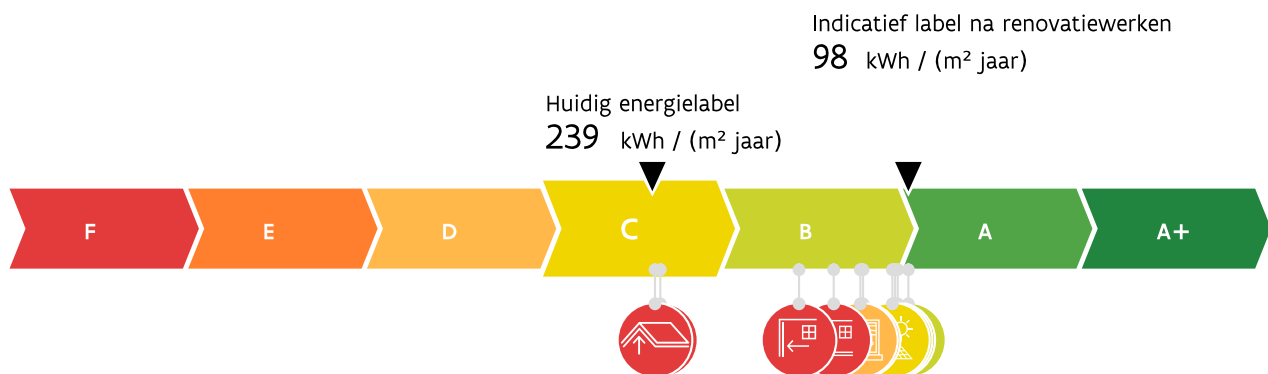 Indicatief label na renovatiewerken
98 kWh / (m² jaar)
Huidig energielabel
239 kWh / (m² jaar)
F E D C B A A+